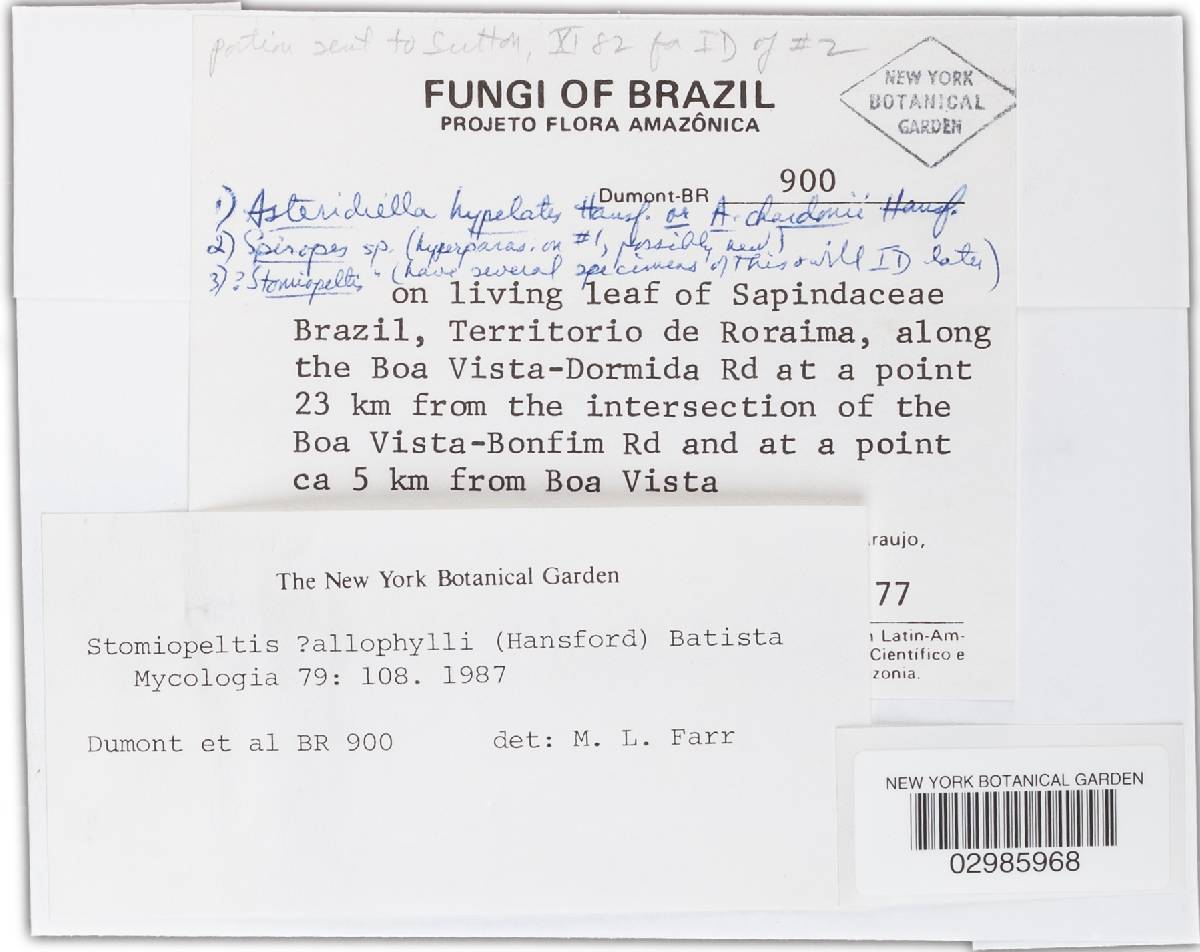 portion sent to Sutton, XI 82 for ID of #2
FUNGI OF BRAZIL
PROJETO FLORA AMAZÔNICA
NEW YORK
BOTANICAL
GARDEN
Dumont-BR 900
1) Asteridiella hypelates Hansf. or A. chardonii Hansf.
2) Spiropes sp. (hyperparas. on #1, possibly new)
3) ? Stomiopeltis (have several specimens of this & will ID later)
on living leaf of Sapindaceae
Brazil, Territorio de Roraima, along
the Boa Vista-Dormida Rd at a point
23 km from the intersection of the
Boa Vista-Bonfim Rd and at a point
ca 5 km from Boa Vista
raujo,
77
Latin-Am-
Científico e
zonia.
The New York Botanical Garden
Stomiopeltis ?allophylli (Hansford) Batista
Mycologia 79: 108. 1987
Dumont et al BR 900 det: M. L. Farr
NEW YORK BOTANICAL GARDEN
02985968